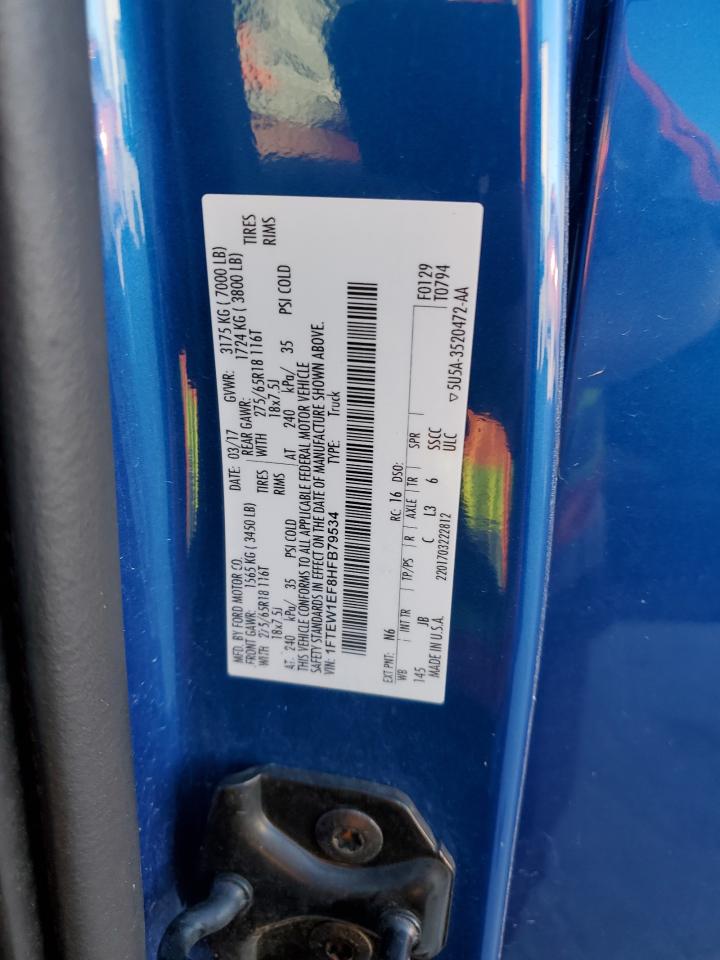 MFD. BY FORD MOTOR CO. DATE: 03/17 GVWR: 3175 KG ( 7000 LB)
FRONT GAWR: 1565 KG ( 3450 LB) REAR GAWR: 1724 KG ( 3800 LB)
WITH 275/65R18 116T TIRES WITH 275/65R18 116T TIRES
18x7.5J RIMS 18x7.5J RIMS
AT 240 kPa/ 35 PSI COLD AT 240 kPa/ 35 PSI COLD
THIS VEHICLE CONFORMS TO ALL APPLICABLE FEDERAL MOTOR VEHICLE
SAFETY STANDARDS IN EFFECT ON THE DATE OF MANUFACTURE SHOWN ABOVE.
VIN: 1FTEW1EF8HFB79534 TYPE: Truck
EXT PNT: N6 RC: 16 DSO: F0129
WB INT TR TP/PS R AXLE TR SPR T0794
145 JB C L3 6 SSCC
MADE IN U.S.A. 2201703222812 ULC ▽5U5A-3520472-AA